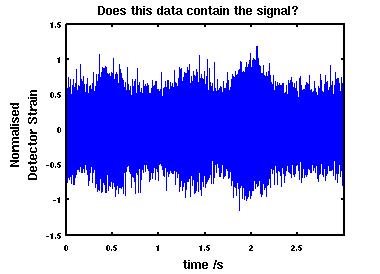 Does this data contain the signal?
1.5
1
0.5
0
-0.5
-1
-1.5
Normalised
Detector Strain
0 0.5 1 1.5 2 2.5
time /s